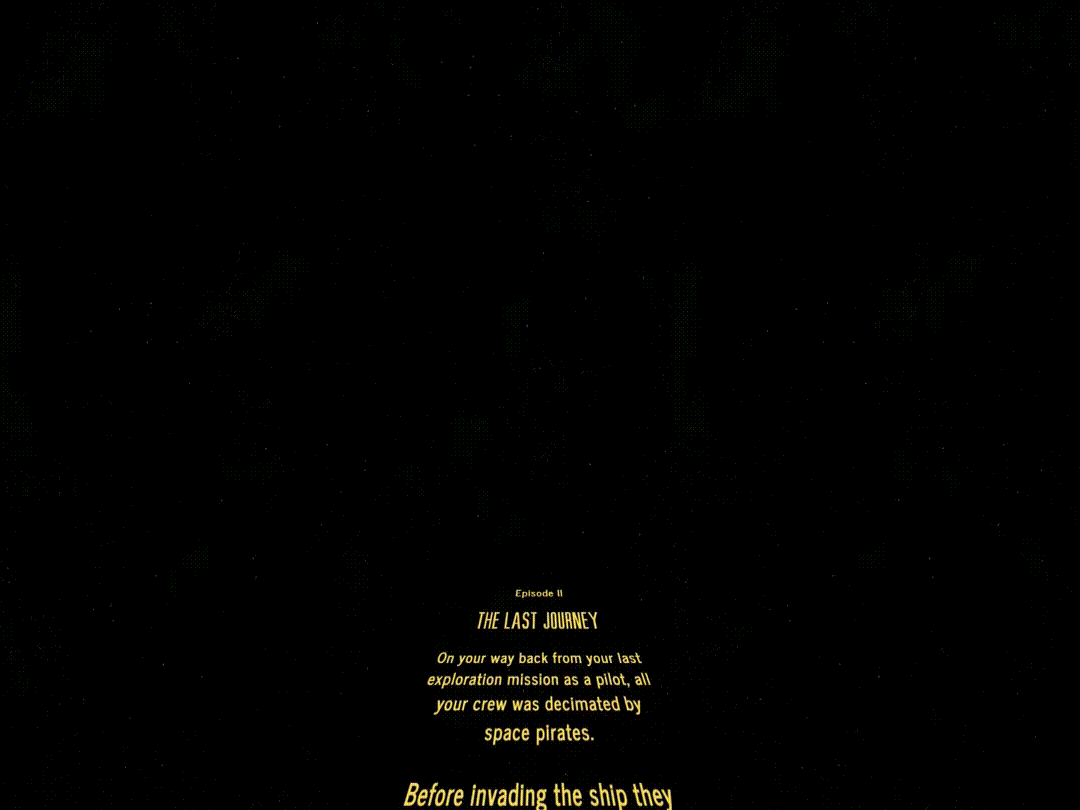 Episode II
THE LAST JOURNEY
On your way back from your last
exploration mission as a pilot, all
your crew was decimated by
space pirates.
Before invading the ship they